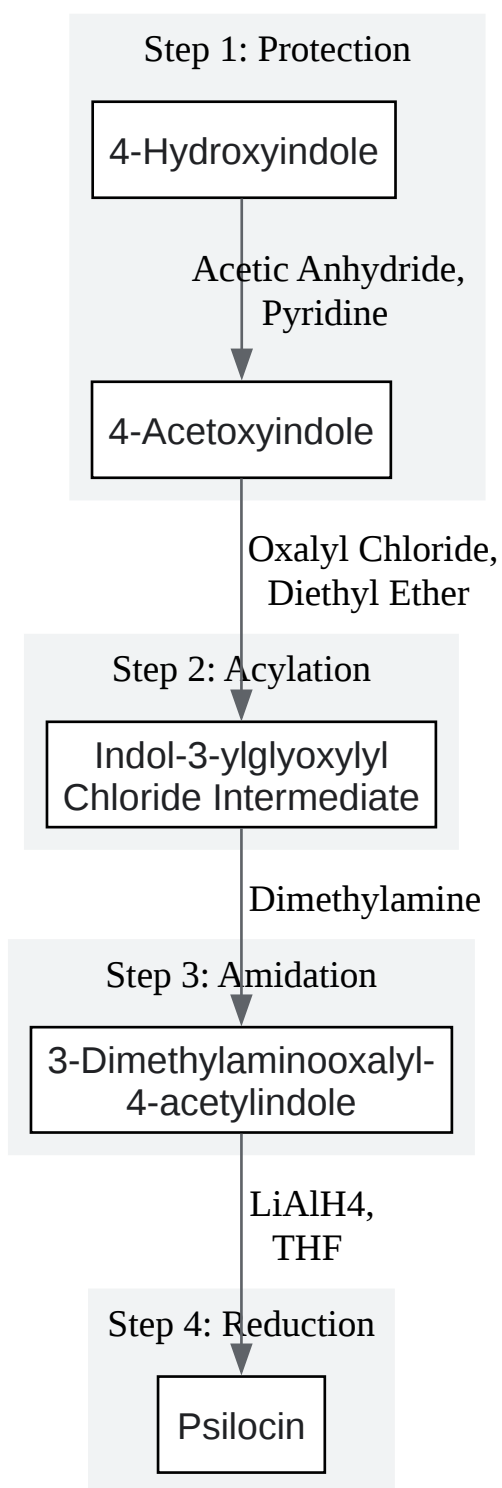 Step 1: Protection
4-Hydroxyindole
Acetic Anhydride,
Pyridine
4-Acetoxyindole
Oxalyl Chloride,
Diethyl Ether
Step 2: Acylation
Indol-3-ylglyoxylyl
Chloride Intermediate
Dimethylamine
Step 3: Amidation
3-Dimethylaminooxalyl-
4-acetylindole
LiAlH4,
THF
Step 4: Reduction
Psilocin